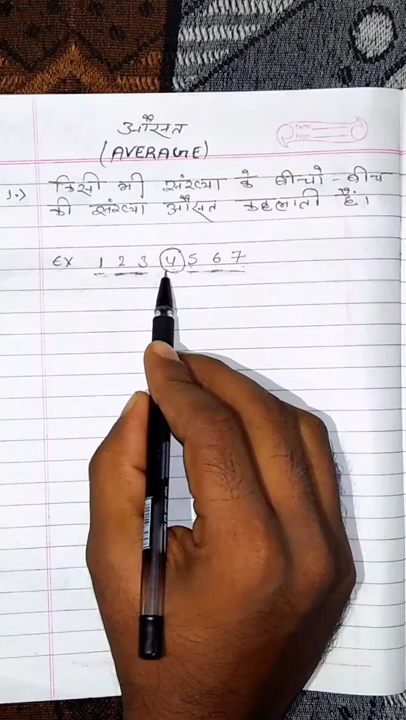 औसत
(AVERAGE)
1.) किसी भी संख्या के बीचो-बीच
की संख्या औसत कहलाती हैं।
Ex 1 2 3 4 5 6 7